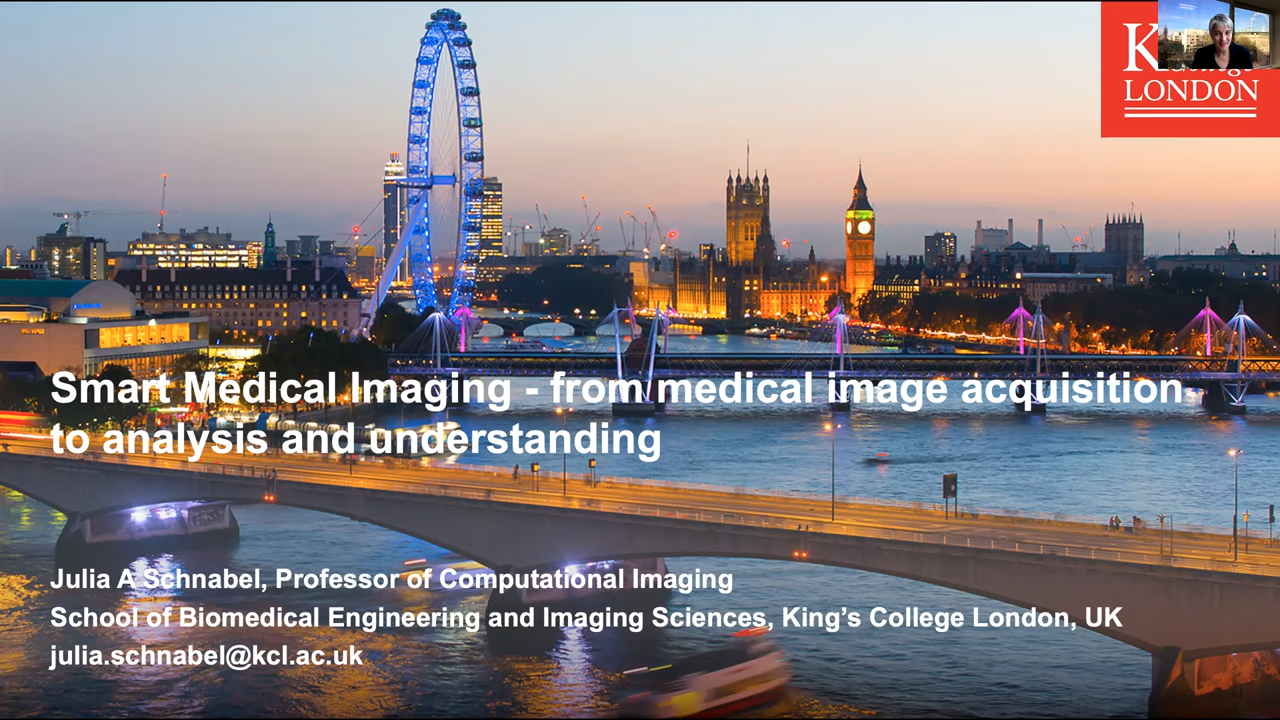 LONDON
Smart Medical Imaging - from medical image acquisition
to analysis and understanding
Julia A Schnabel, Professor of Computational Imaging
School of Biomedical Engineering and Imaging Sciences, King’s College London, UK
julia.schnabel@kcl.ac.uk